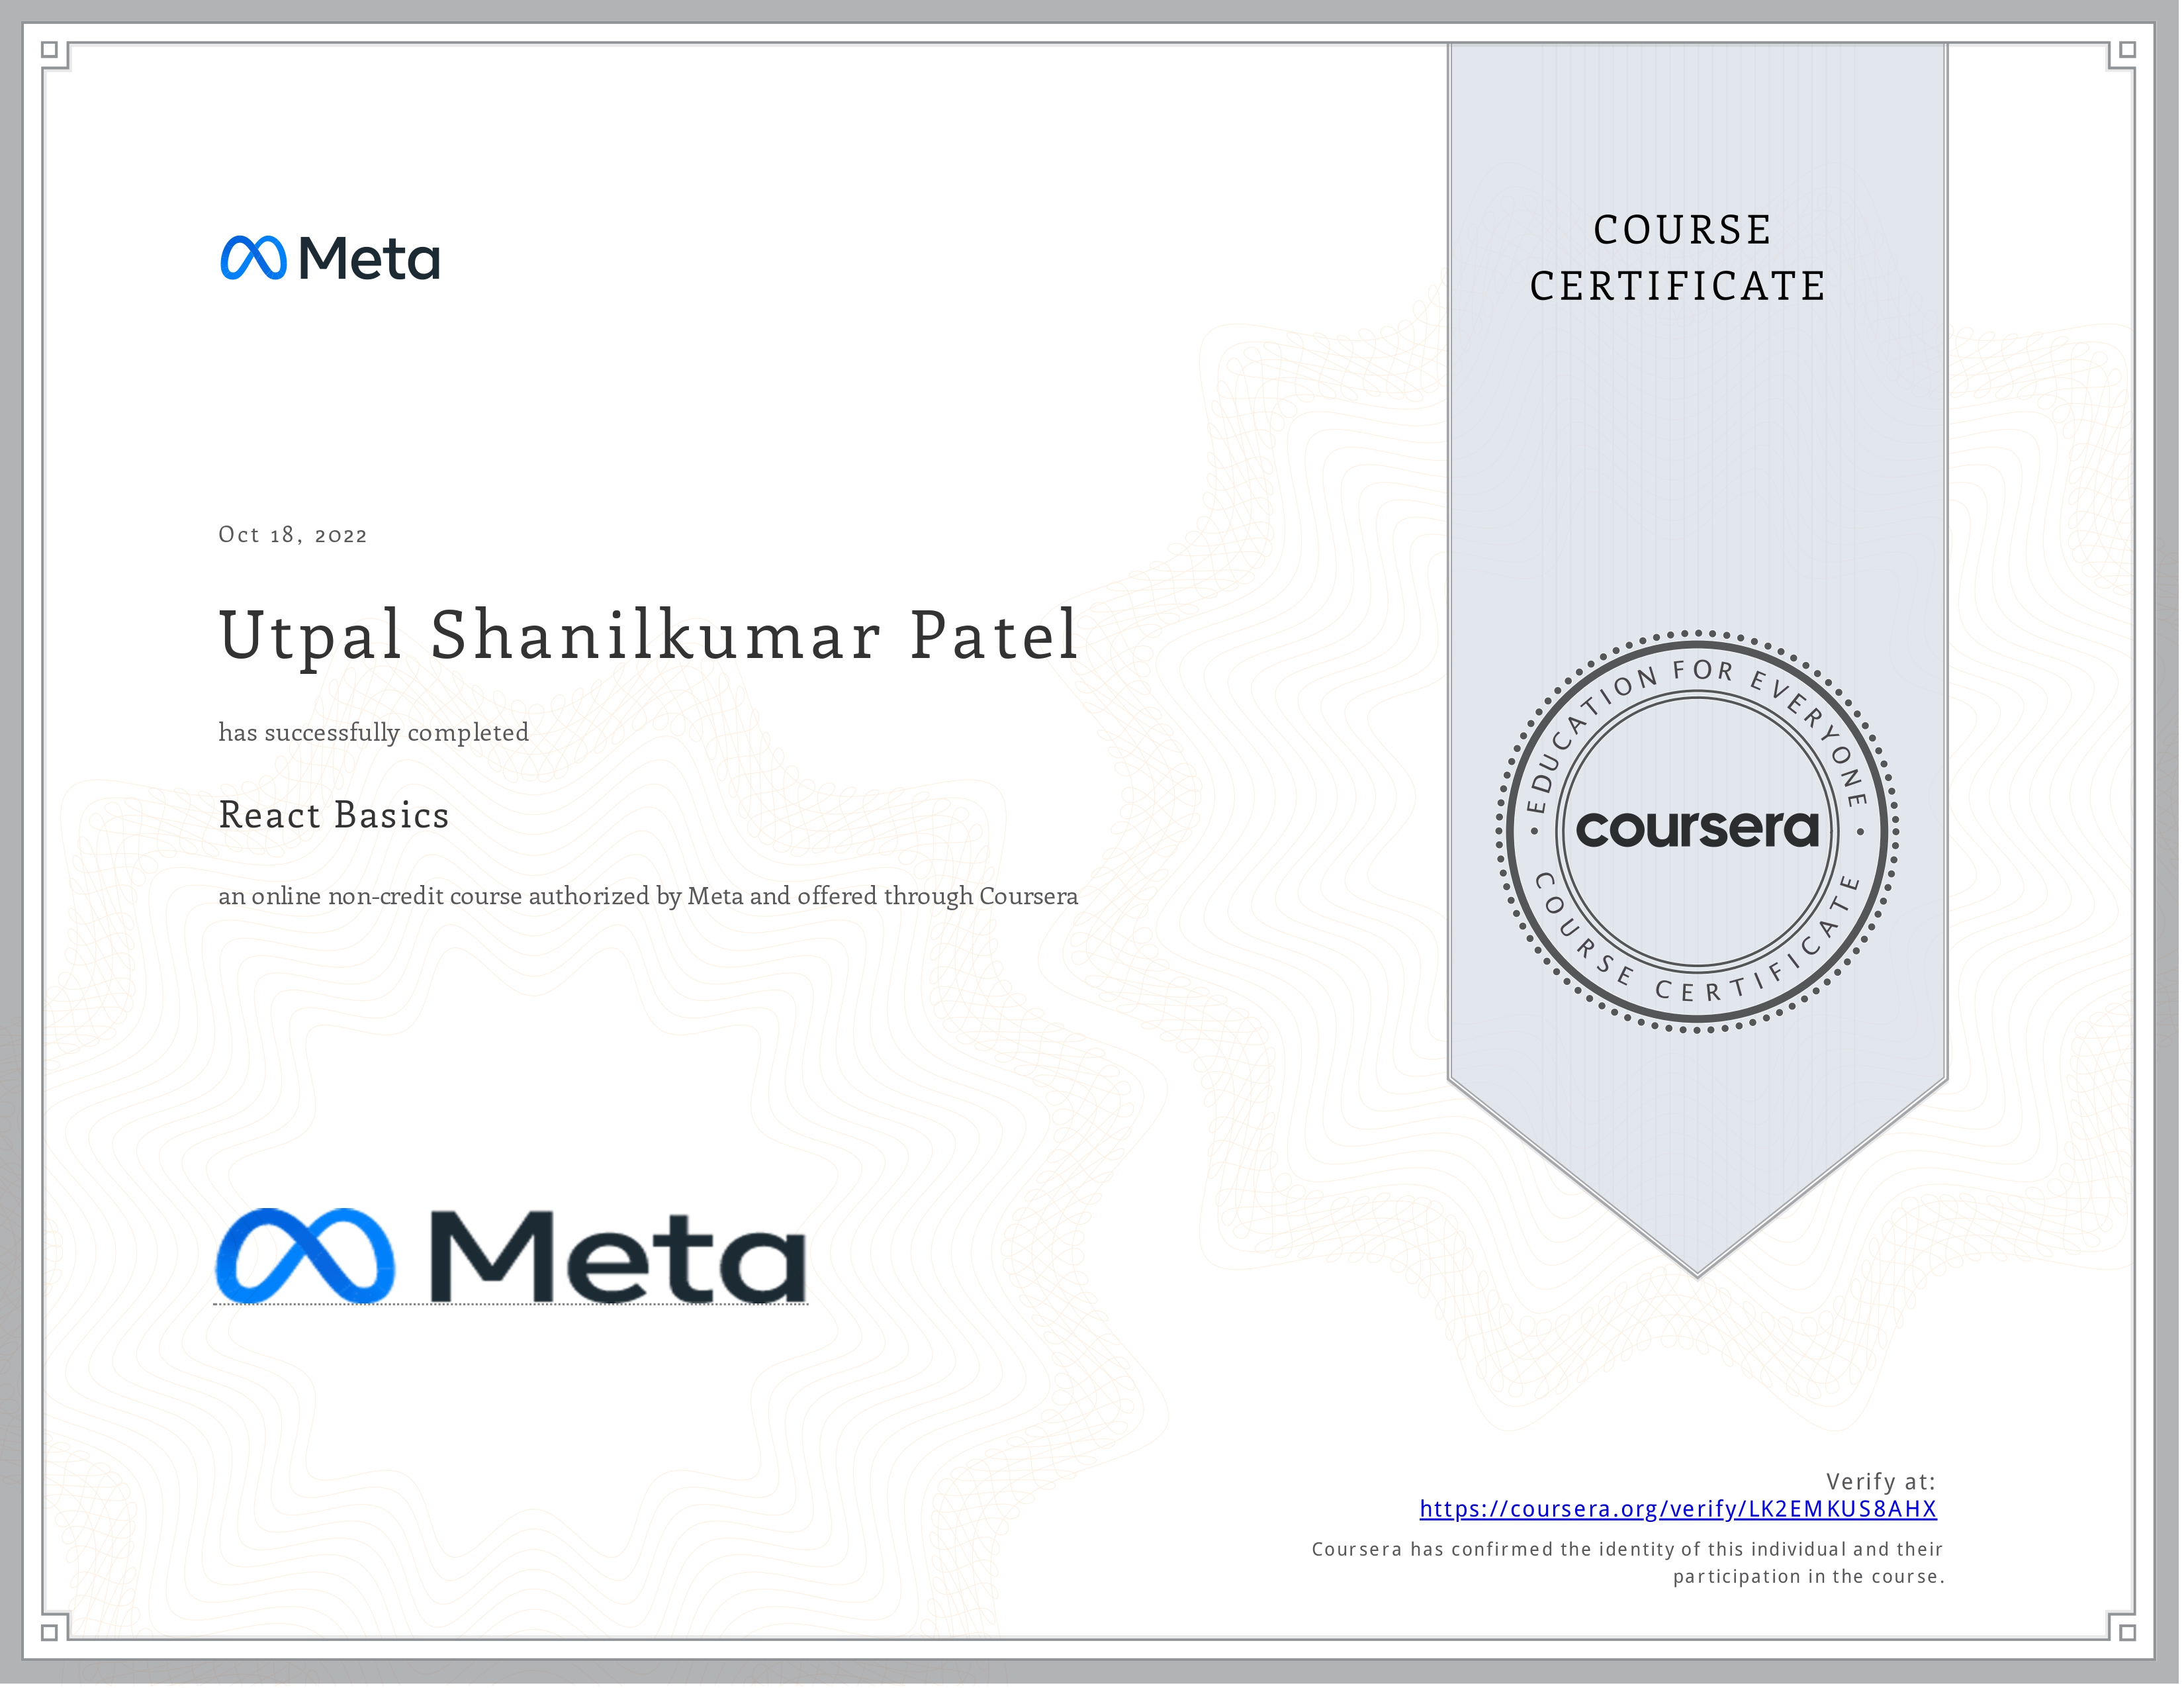 Meta
COURSE
CERTIFICATE
Oct 18, 2022
Utpal Shanilkumar Patel
has successfully completed
React Basics
an online non-credit course authorized by Meta and offered through Coursera
EDUCATION FOR EVERYONE
coursera
COURSE CERTIFICATE
Meta
Verify at:
https://coursera.org/verify/LK2EMKUS8AHX
Coursera has confirmed the identity of this individual and their
participation in the course.